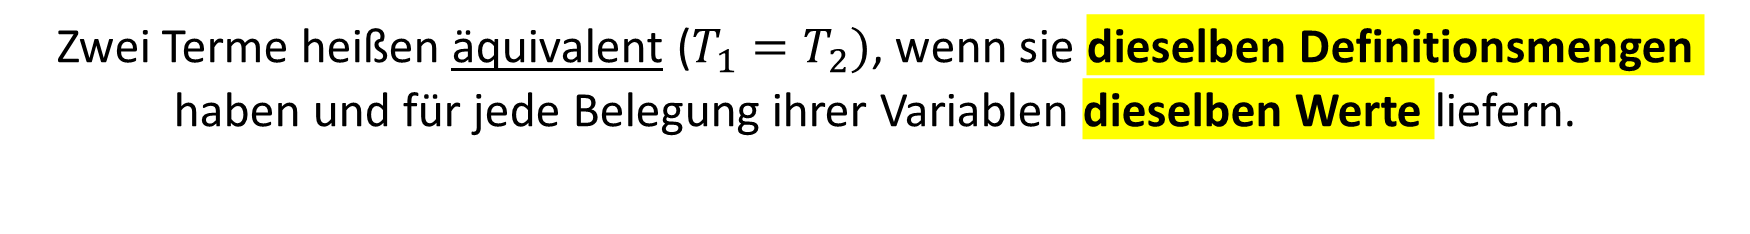 Zwei Terme heißen äquivalent (𝑇₁ = 𝑇₂), wenn sie dieselben Definitionsmengen
haben und für jede Belegung ihrer Variablen dieselben Werte liefern.